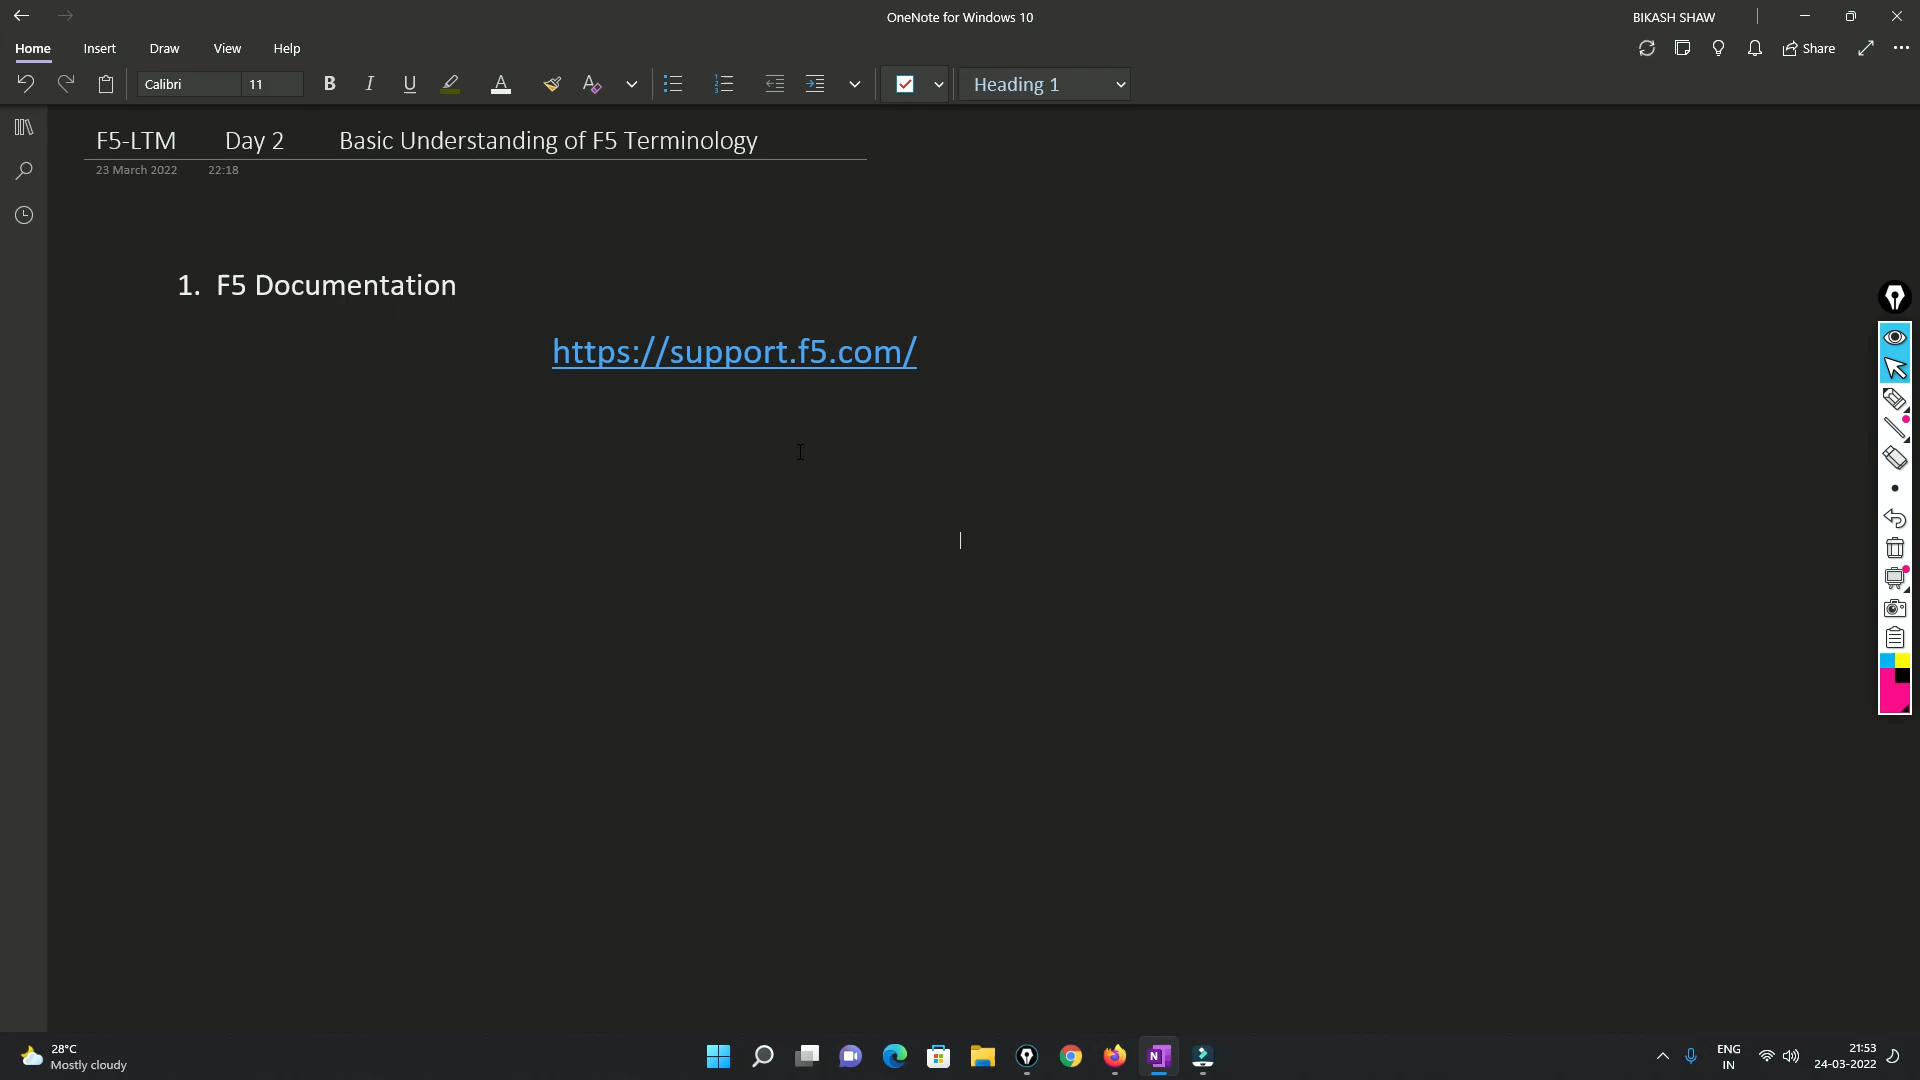 OneNote for Windows 10
BIKASH SHAW
Home Insert Draw View Help
Share
Calibri 11 B I U A A Heading 1
F5-LTM Day 2 Basic Understanding of F5 Terminology
23 March 2022 22:18
1. F5 Documentation
https://support.f5.com/
28°C
Mostly cloudy
ENG
IN
21:53
24-03-2022